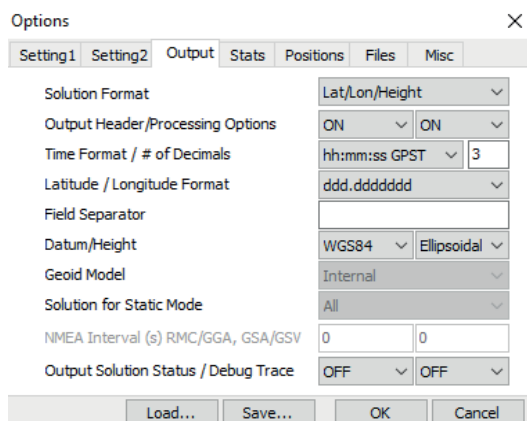 Options
Setting1 Setting2 Output Stats Positions Files Misc
Solution Format Lat/Lon/Height
Output Header/Processing Options ON ON
Time Format / # of Decimals hh:mm:ss GPST 3
Latitude / Longitude Format ddd.ddddddd
Field Separator
Datum/Height WGS84 Ellipsoidal
Geoid Model Internal
Solution for Static Mode All
NMEA Interval (s) RMC/GGA, GSA/GSV 0 0
Output Solution Status / Debug Trace OFF OFF
Load... Save... OK Cancel